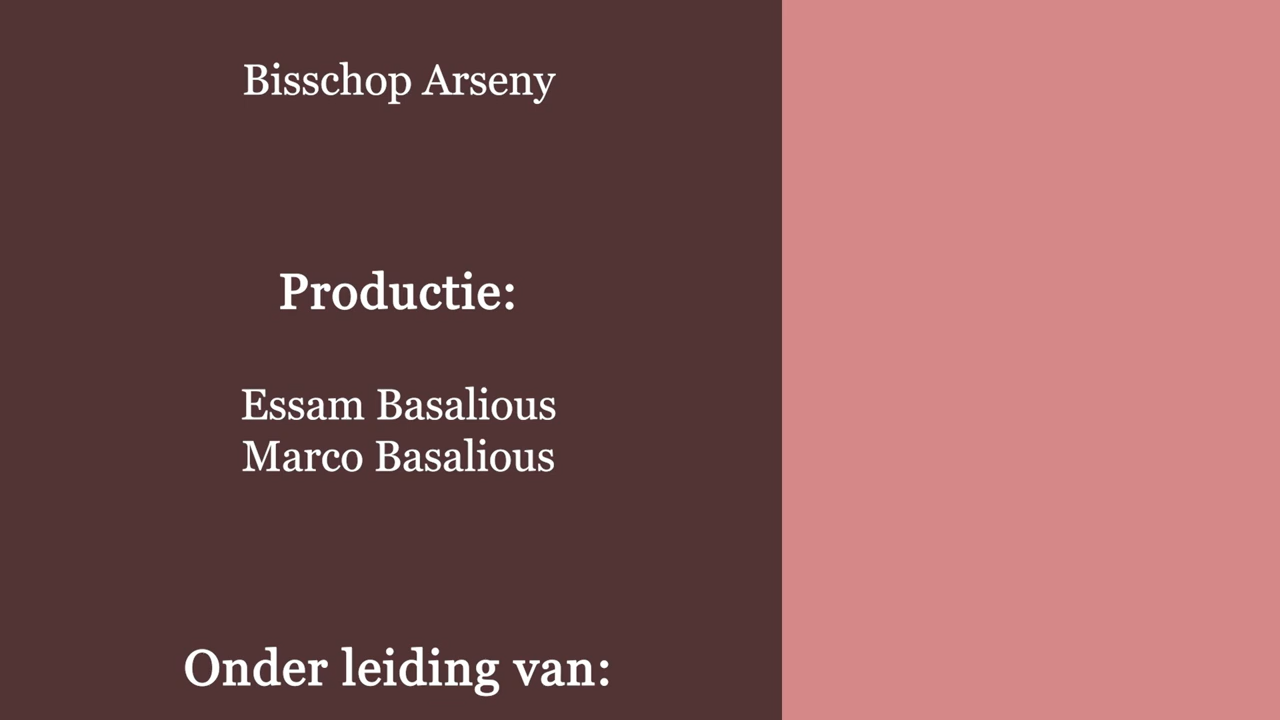 Bisschop Arseny
Productie:
Essam Basalious
Marco Basalious
Onder leiding van: